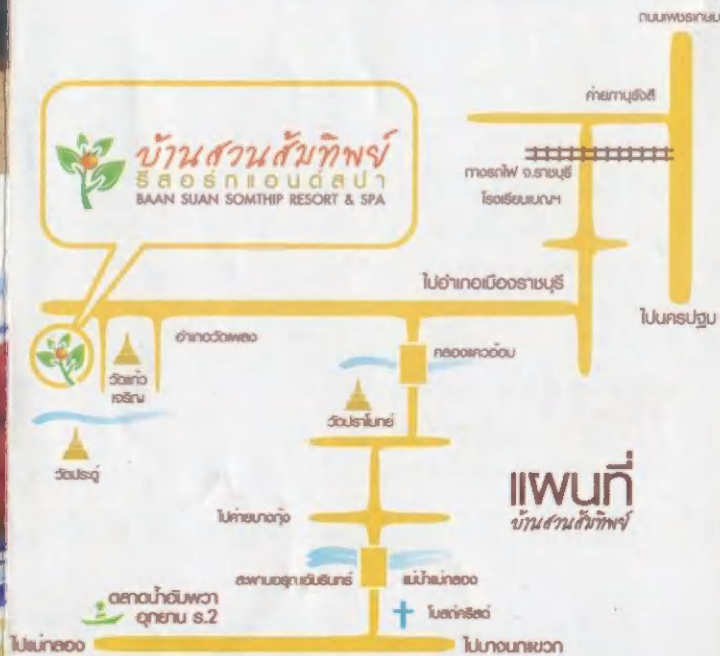 ถนนเพชรเกษม
ค่ายภาณุรังสี
บ้านสวนส้มทิพย์
รีสอร์ทแอนด์สปา
BAAN SUAN SOMTHIP RESORT & SPA
ทางรถไฟ จ.ราชบุรี
โรงเรียนเบญฯ
ไปอำเภอเมืองราชบุรี
ไปนครปฐม
อำเภอวัดเพลง
คลองแควอ้อม
วัดแก้ว
เจริญ
วัดปราโมทย์
วัดประดู่
แผนที่
บ้านสวนส้มทิพย์
ไปค่ายบางกุ้ง
สะพานอรุณอัมรินทร์
แม่น้ำแม่กลอง
ตลาดน้ำอัมพวา
อุทยาน ร.2
โบสถ์คริสต์
ไปแม่กลอง
ไปบางนกแขวก